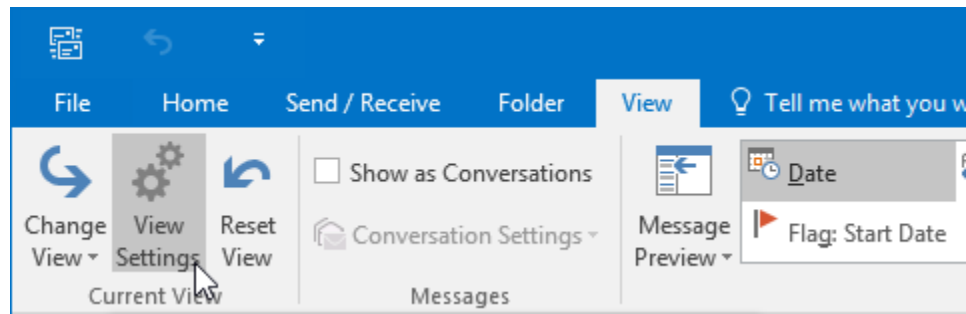 File Home Send / Receive Folder View Tell me what you
Change View View Settings Reset View
Show as Conversations
Conversation Settings
Message Preview
Date
Flag: Start Date
Current View Messages